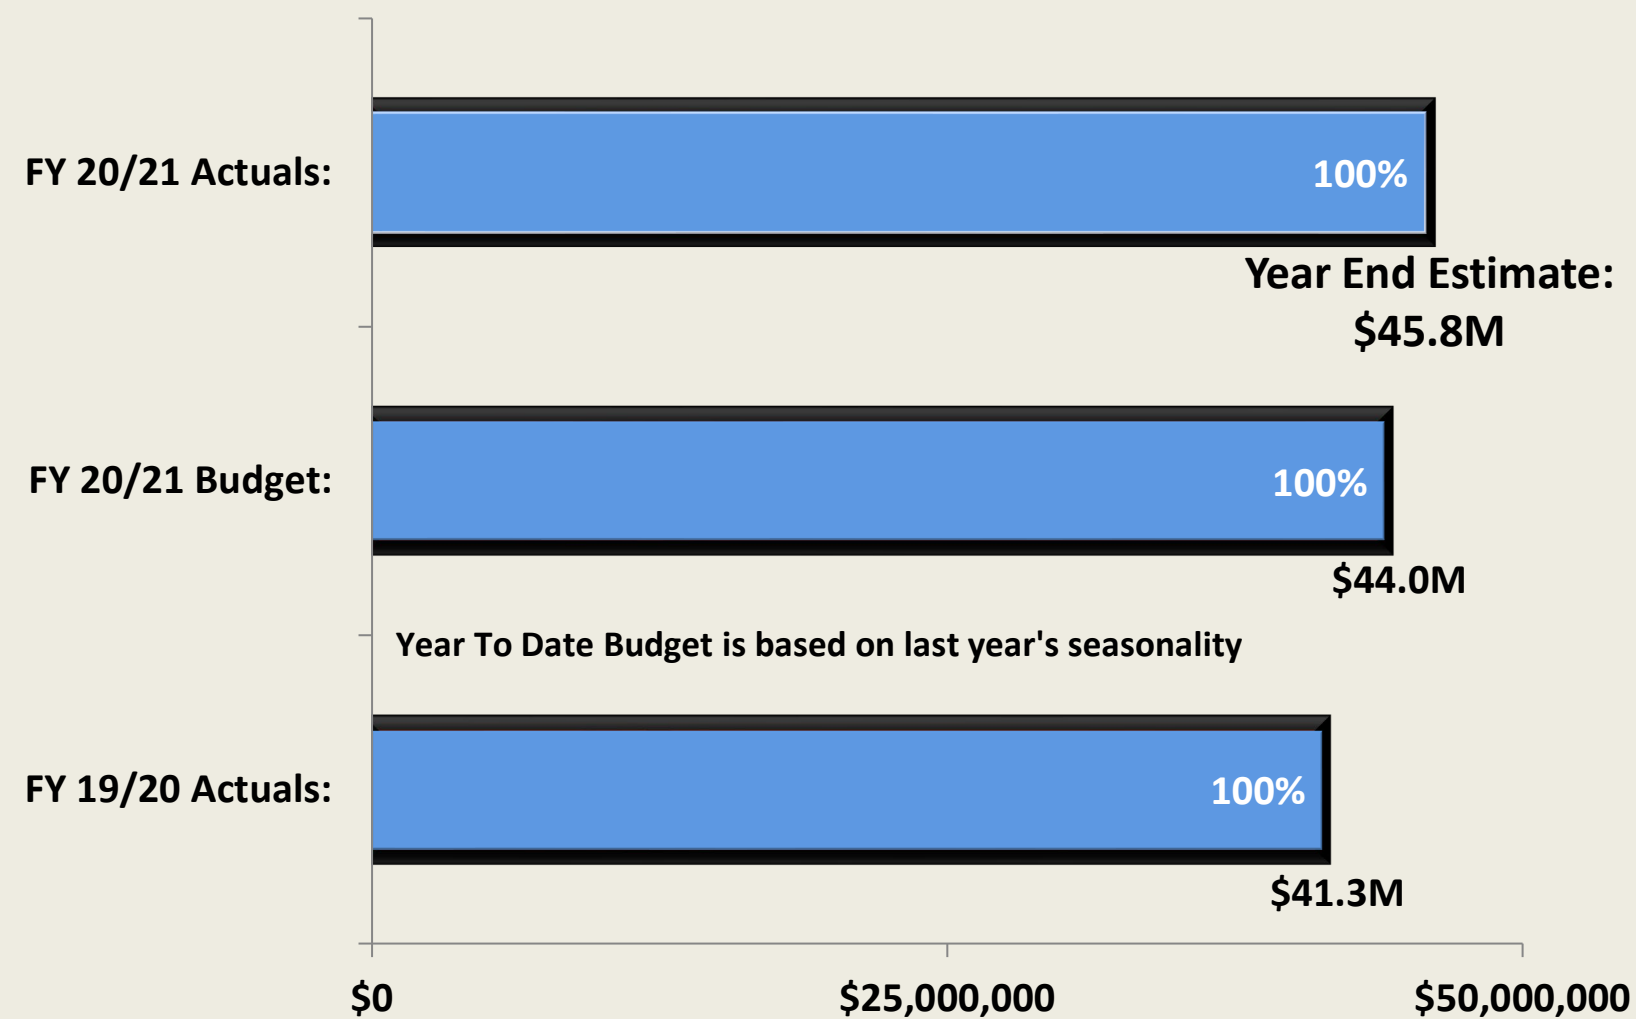 FY 20/21 Actuals:
100%
Year End Estimate:
$45.8M
FY 20/21 Budget:
100%
$44.0M
Year To Date Budget is based on last year's seasonality
FY 19/20 Actuals:
100%
$41.3M
$0
$25,000,000
$50,000,000